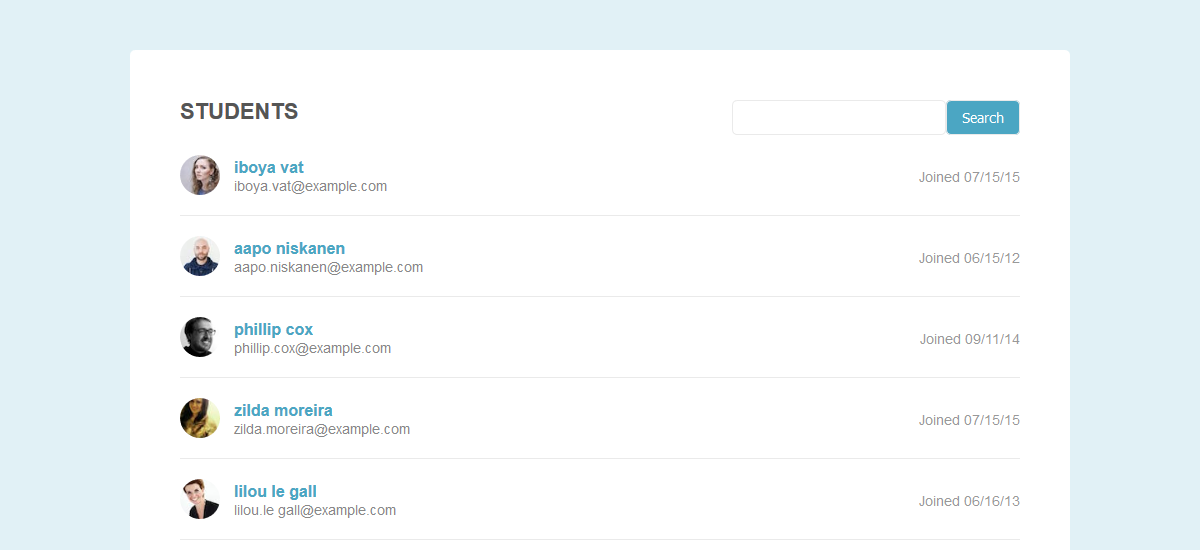 STUDENTS
Search
iboya vat
iboya.vat@example.com
Joined 07/15/15
aapo niskanen
aapo.niskanen@example.com
Joined 06/15/12
phillip cox
phillip.cox@example.com
Joined 09/11/14
zilda moreira
zilda.moreira@example.com
Joined 07/15/15
lilou le gall
lilou.le gall@example.com
Joined 06/16/13